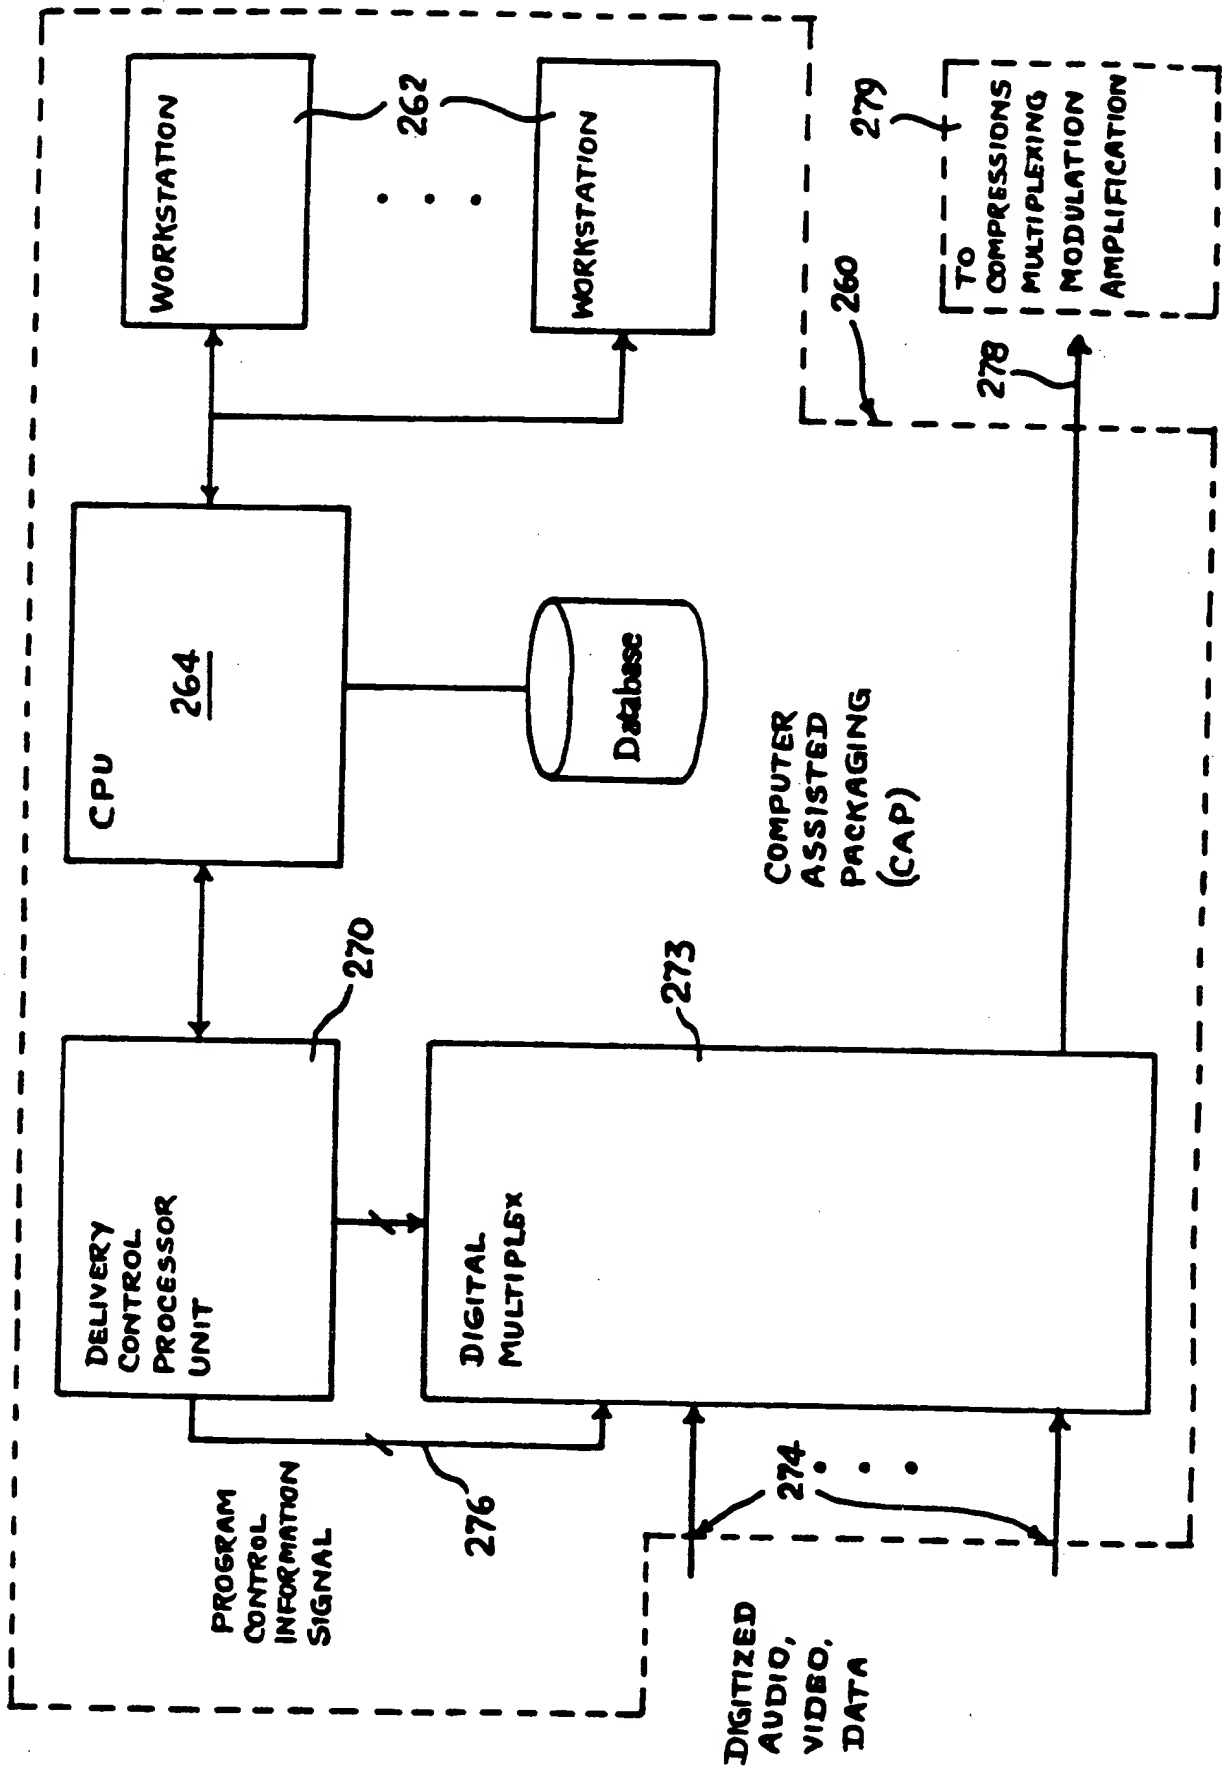 DELIVERY
CONTROL
PROCESSOR
UNIT
270
CPU
264
WORKSTATION
262
WORKSTATION
Database
PROGRAM
CONTROL
INFORMATION
SIGNAL
276
DIGITAL
MULTIPLEX
273
COMPUTER
ASSISTED
PACKAGING
(CAP)
260
DIGITIZED
AUDIO,
VIDEO,
DATA
274
278
279
TO
COMPRESSIONS
MULTIPLEXING
MODULATION
AMPLIFICATION